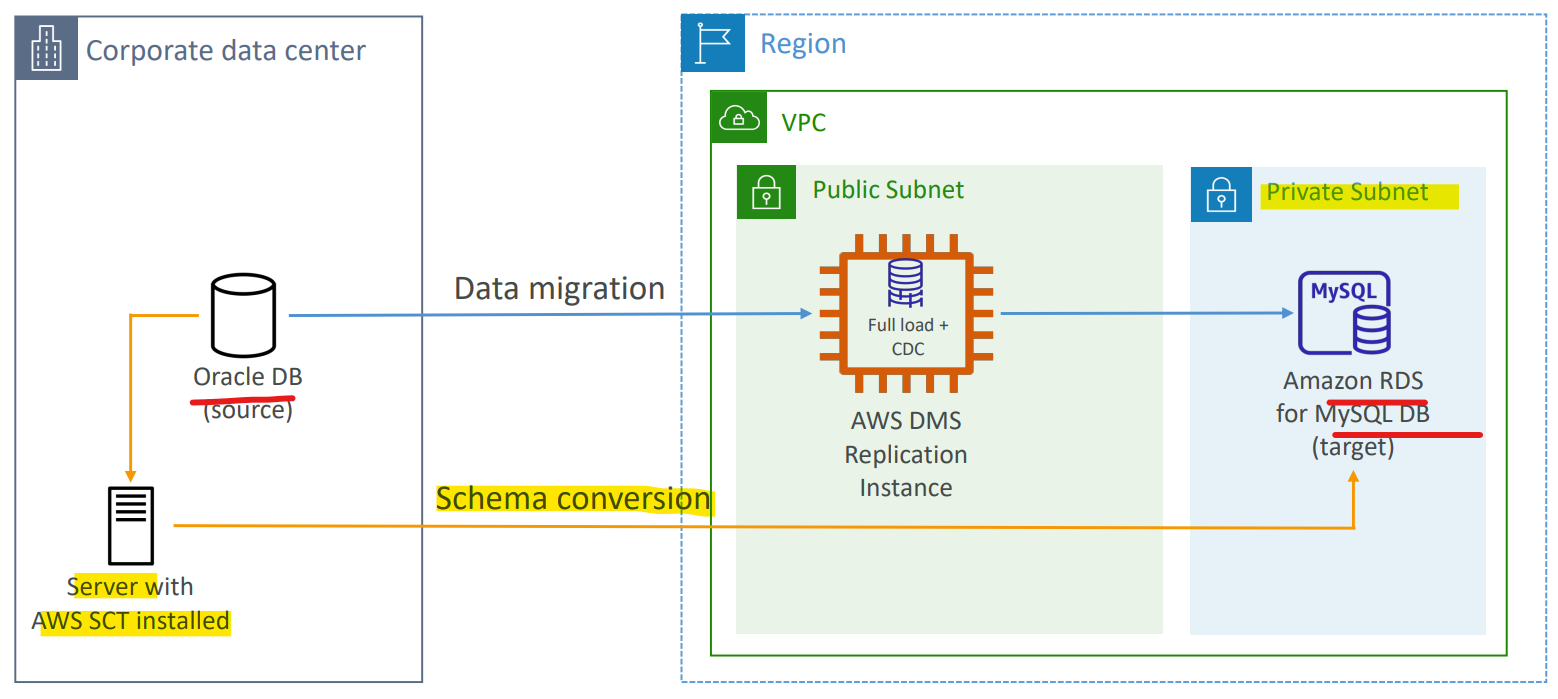 Corporate data center
Region
VPC
Public Subnet
Private Subnet
Data migration
MySQL
Full load +
CDC
Oracle DB
(source)
Amazon RDS
for MySQL DB
(target)
AWS DMS
Replication
Instance
Schema conversion
Server with
AWS SCT installed